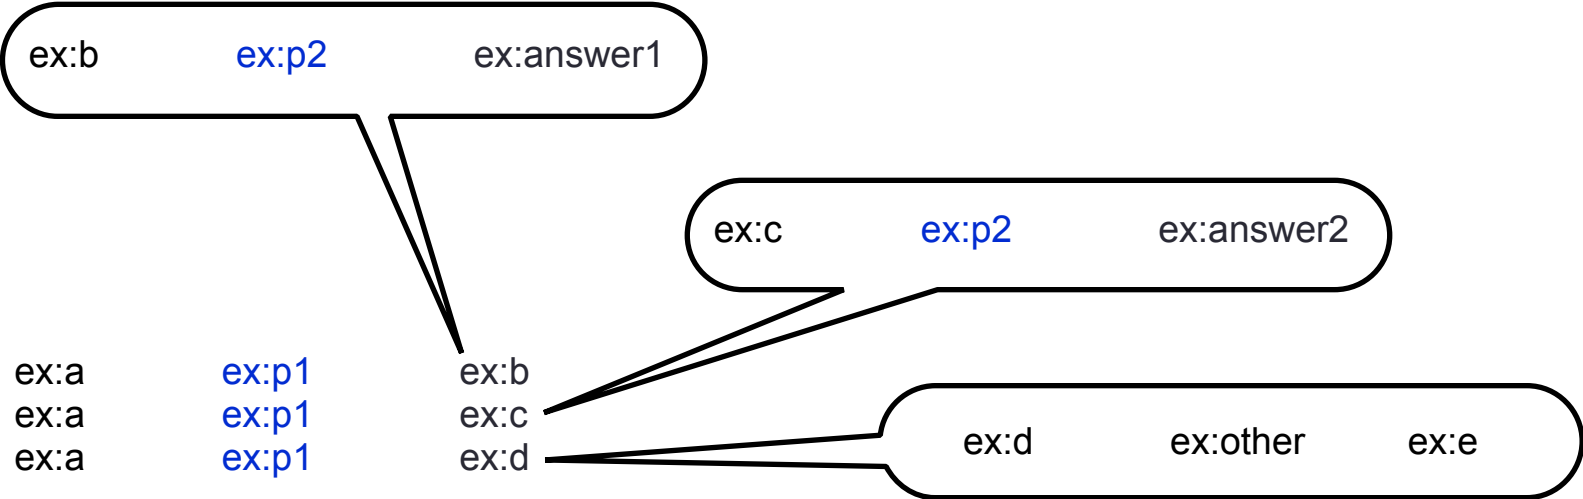 ex:b ex:p2 ex:answer1
ex:c ex:p2 ex:answer2
ex:a ex:p1 ex:b
ex:a ex:p1 ex:c
ex:a ex:p1 ex:d
ex:d ex:other ex:e